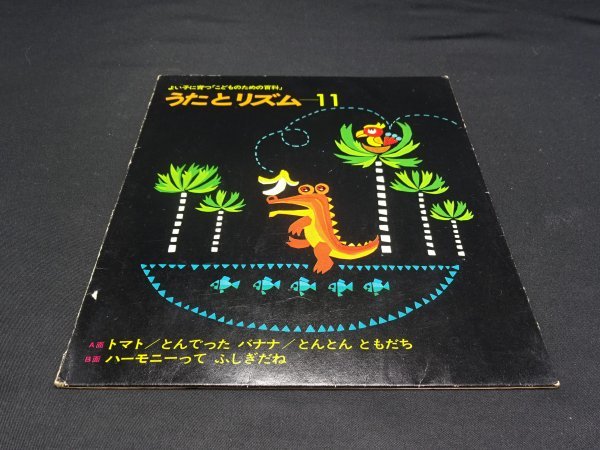 よい子に育つ「こどものための百科」
うたとリズム—11
A面 トマト／とんでった バナナ／とんとん ともだち
B面 ハーモニーって ふしぎだね